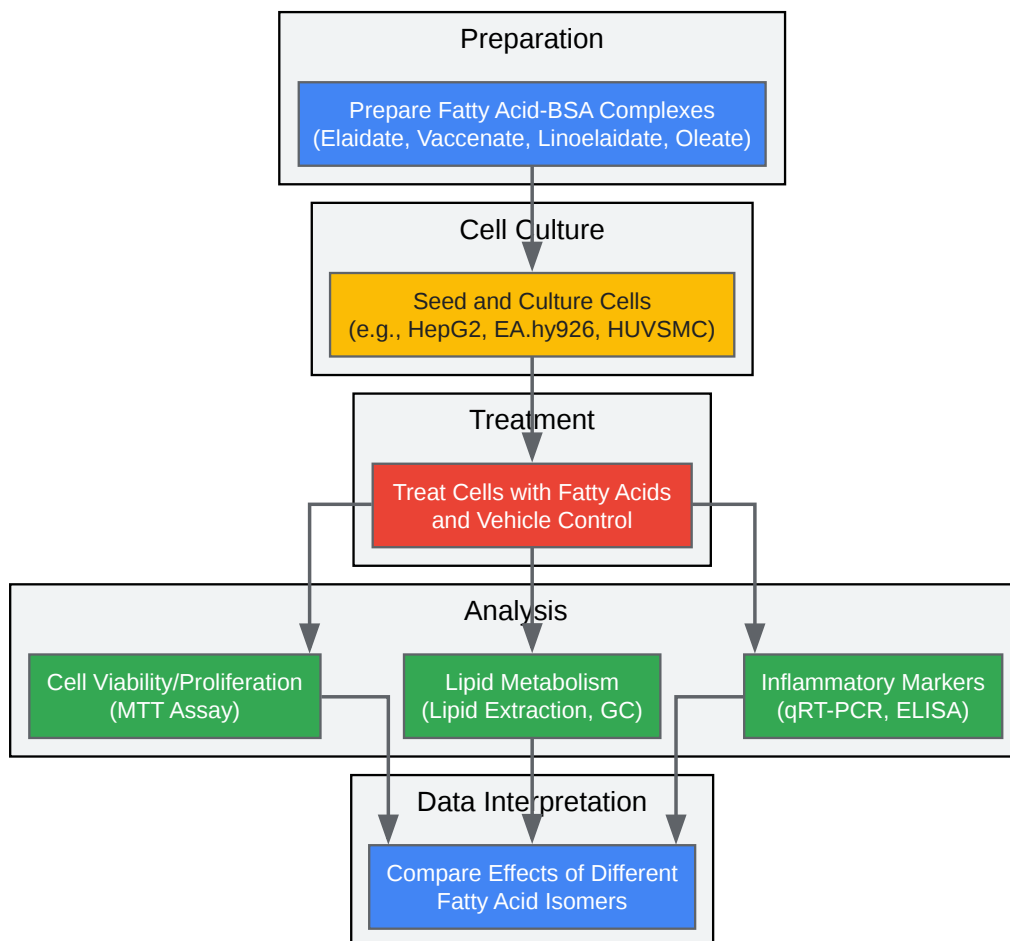 Preparation
Prepare Fatty Acid-BSA Complexes
(Elaidate, Vaccenate, Linoelaidate, Oleate)
Cell Culture
Seed and Culture Cells
(e.g., HepG2, EA.hy926, HUVSMC)
Treatment
Treat Cells with Fatty Acids
and Vehicle Control
Analysis
Cell Viability/Proliferation
(MTT Assay)
Lipid Metabolism
(Lipid Extraction, GC)
Inflammatory Markers
(qRT-PCR, ELISA)
Data Interpretation
Compare Effects of Different
Fatty Acid Isomers